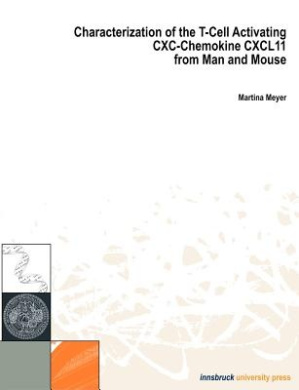 Characterization of the T-Cell Activating
CXC-Chemokine CXCL11
from Man and Mouse
Martina Meyer
innsbruck university press